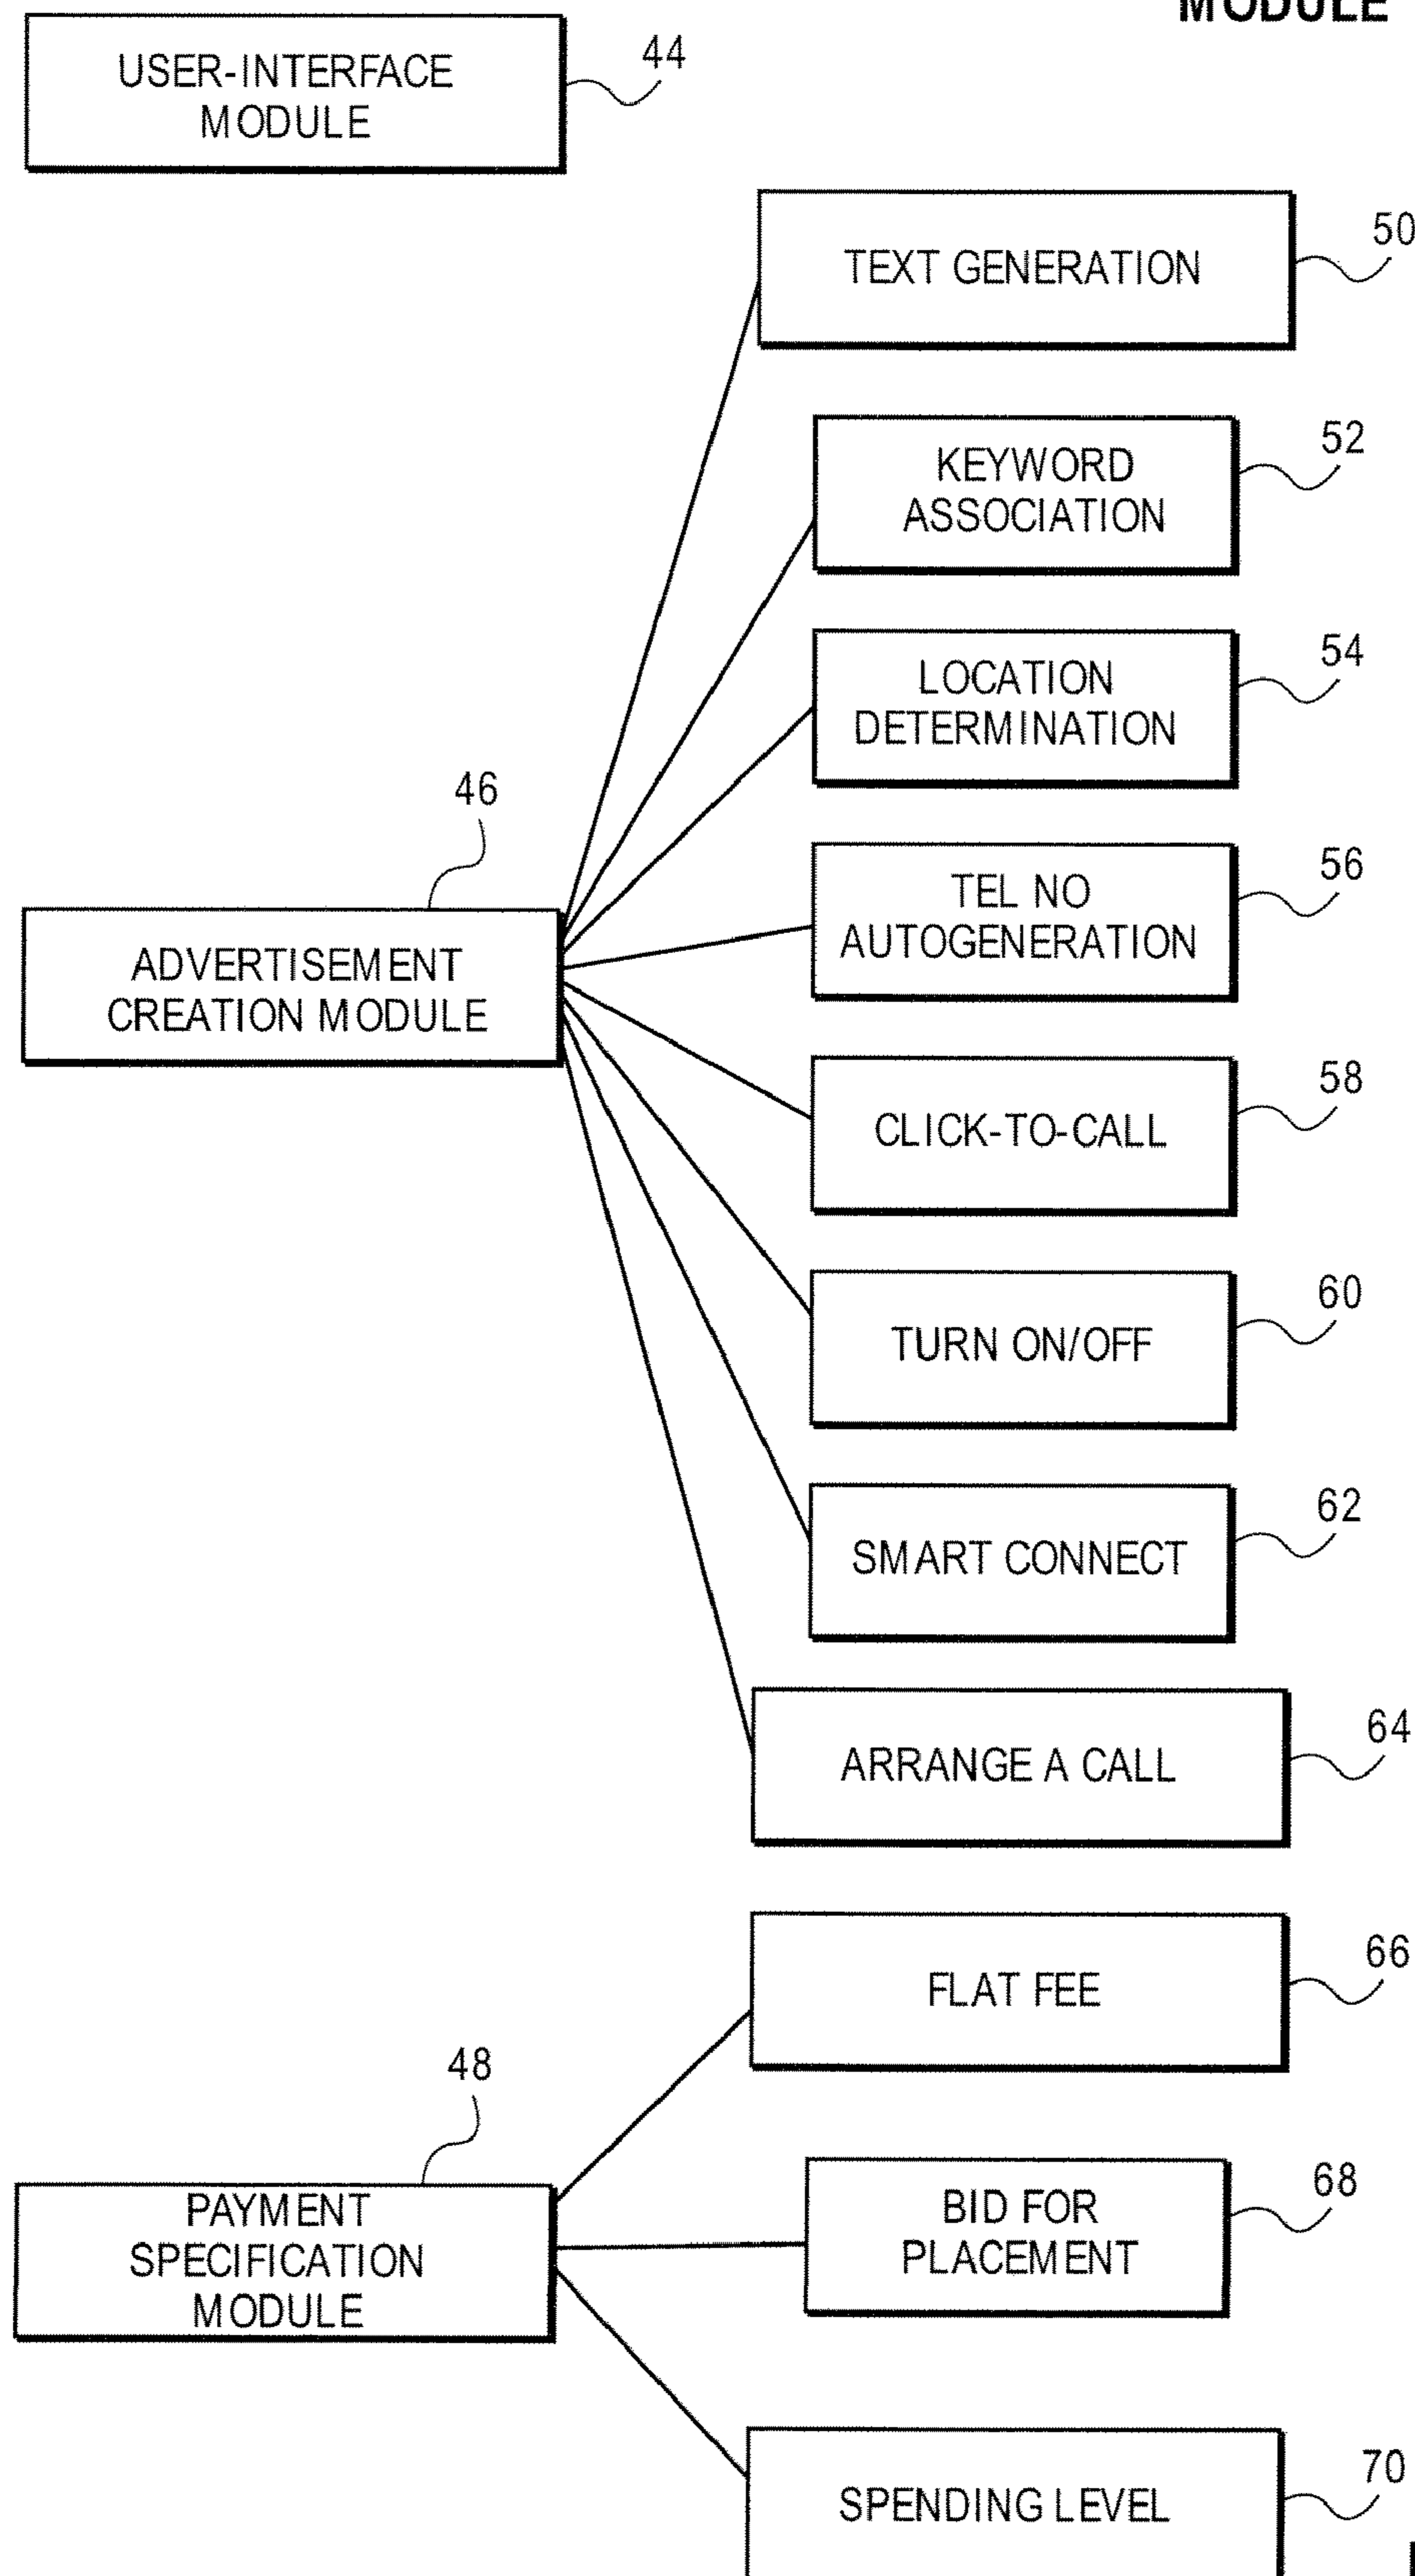 MODULE
USER-INTERFACE
MODULE
44
TEXT GENERATION
50
KEYWORD
ASSOCIATION
52
LOCATION
DETERMINATION
54
46
TEL NO
AUTOGENERATION
56
ADVERTISEMENT
CREATION MODULE
CLICK-TO-CALL
58
TURN ON/OFF
60
SMART CONNECT
62
ARRANGE A CALL
64
FLAT FEE
66
48
PAYMENT
SPECIFICATION
MODULE
BID FOR
PLACEMENT
68
SPENDING LEVEL
70